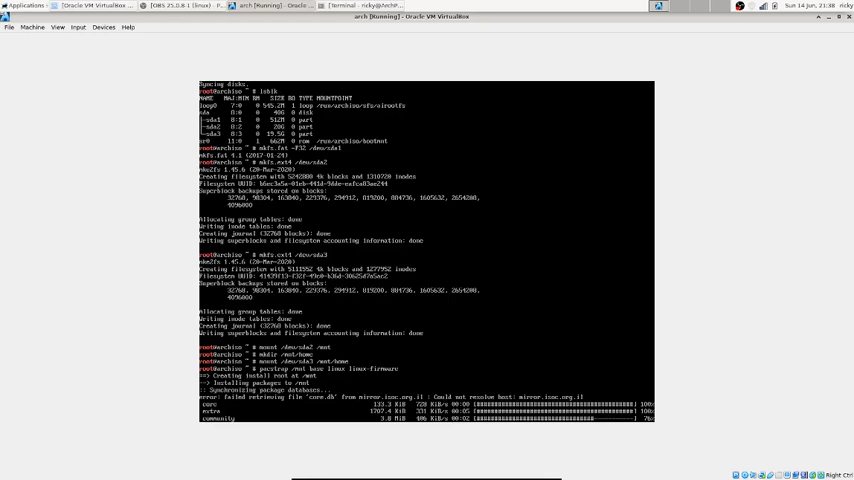 Applications
[Oracle VM VirtualBox ...
[OBS 25.0.8-1 (linux) - P...
arch [Running] - Oracle ...
[Terminal - ricky@ArchP...
Sun 14 Jun, 21:38
arch [Running] - Oracle VM VirtualBox
File Machine View Input Devices Help
Syncing disks.
root@archiso ~ # lsblk
NAME MAJ:MIN RM SIZE RO TYPE MOUNTPOINT
loop0 7:0 0 545.2M 1 loop /run/archiso/sfs/airootfs
sda 8:0 0 40G 0 disk
├─sda1 8:1 0 512M 0 part
├─sda2 8:2 0 20G 0 part
└─sda3 8:3 0 19.5G 0 part
sr0 11:0 1 662M 0 rom /run/archiso/bootmnt
root@archiso ~ # mkfs.fat -F32 /dev/sda1
mkfs.fat 4.1 (2017-01-24)
root@archiso ~ # mkfs.ext4 /dev/sda2
mke2fs 1.45.6 (20-Mar-2020)
Creating filesystem with 5242880 4k blocks and 1310720 inodes
Filesystem UUID:
Superblock backups stored on blocks:
32768, 98304, 163840, 229376, 294912, 819200, 884736, 1605632, 2654208,
4096000
Allocating group tables: done
Writing inode tables: done
Creating journal (32768 blocks): done
Writing superblocks and filesystem accounting information: done
root@archiso ~ # mkfs.ext4 /dev/sda3
mke2fs 1.45.6 (20-Mar-2020)
Creating filesystem with 5111552 4k blocks and 1277952 inodes
Filesystem UUID:
Superblock backups stored on blocks:
32768, 98304, 163840, 229376, 294912, 819200, 884736, 1605632, 2654208,
4096000
Allocating group tables: done
Writing inode tables: done
Creating journal (32768 blocks): done
Writing superblocks and filesystem accounting information: done
root@archiso ~ # mount /dev/sda2 /mnt
root@archiso ~ # mkdir /mnt/home
root@archiso ~ # mount /dev/sda3 /mnt/home
root@archiso ~ # pacstrap /mnt base linux linux-firmware
==> Creating install root at /mnt
==> Installing packages to /mnt
:: Synchronizing package databases...
error: failed retrieving file 'core.db' from mirror.isoc.org.il : Could not resolve host: mirror.isoc.org.il
core 133.3 KiB 728 KiB/s 00:00 [################] 100%
extra 1707.4 KiB 331 KiB/s 00:05 [################] 100%
community 3.8 MiB 406 KiB/s 00:02 [############----] 76%
Right Ctrl